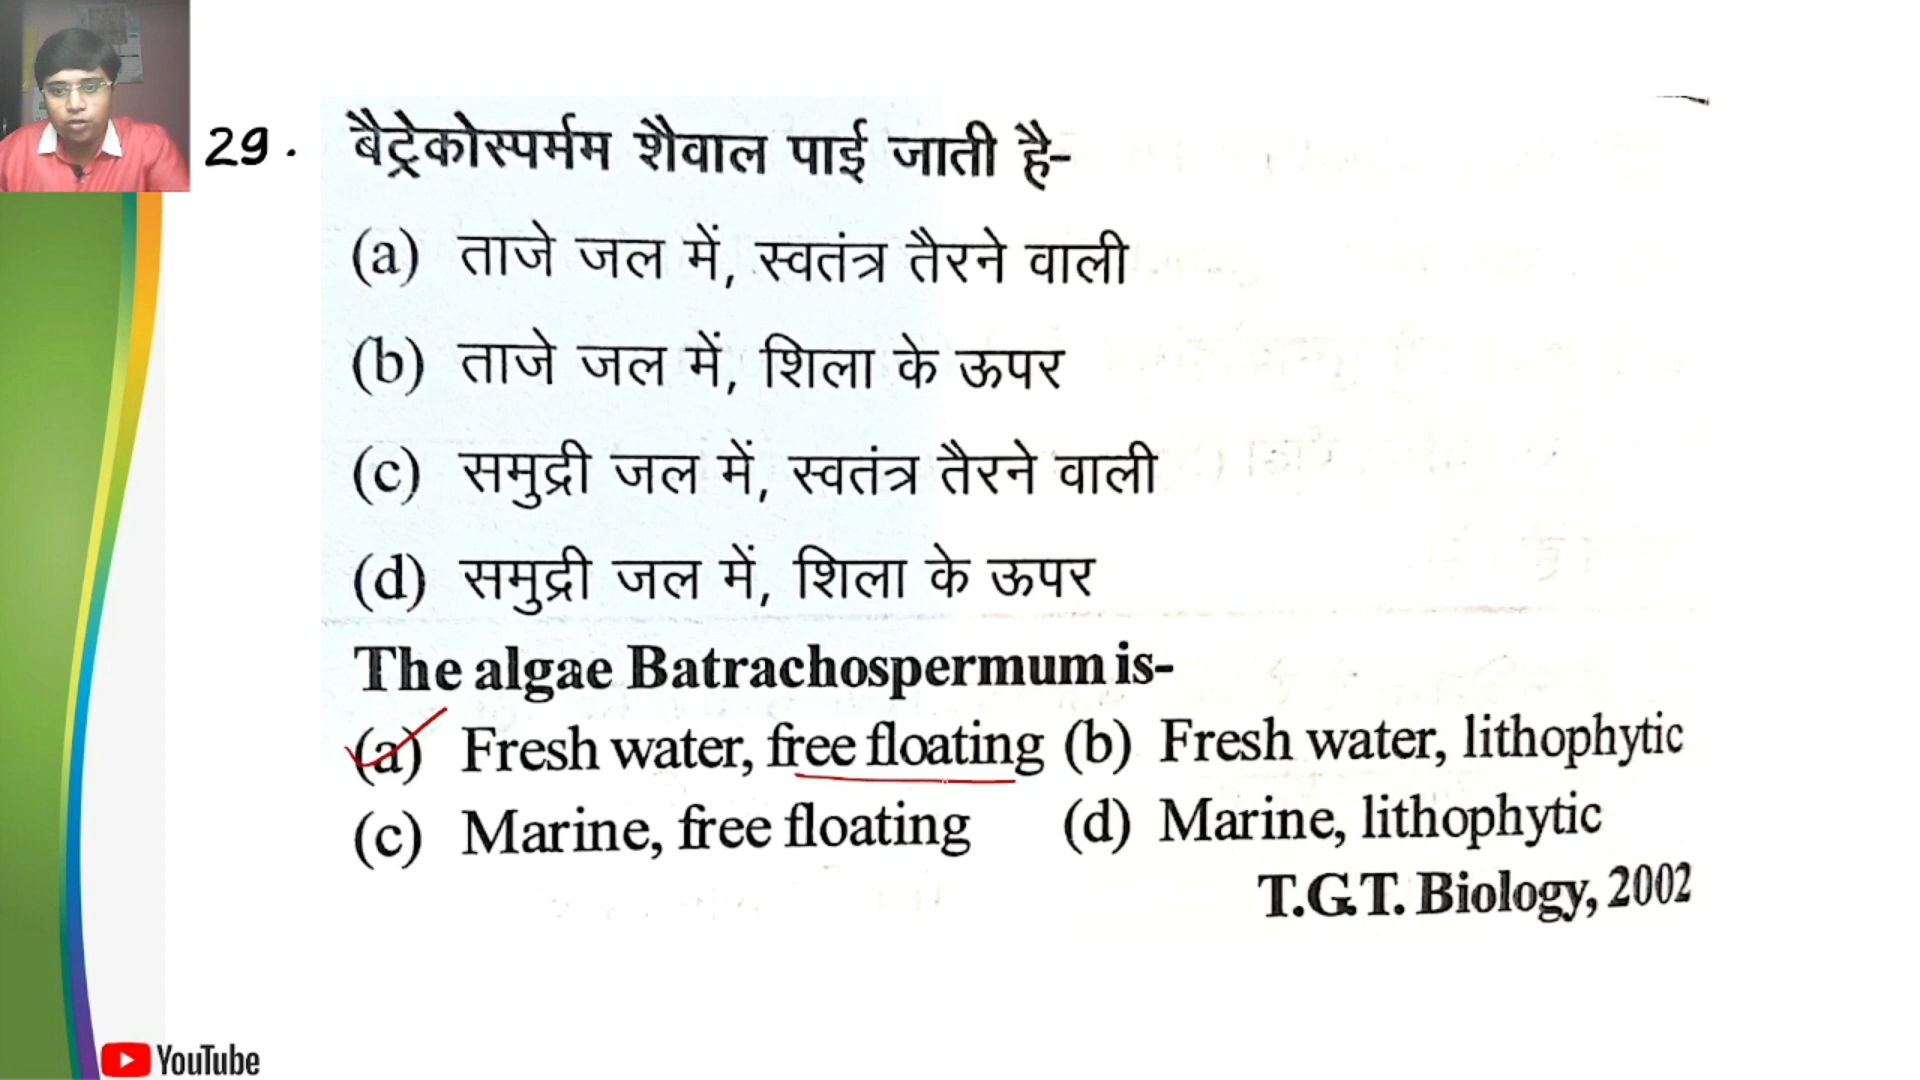 29. बैट्रेकोस्पर्मम शैवाल पाई जाती है-
(a) ताजे जल में, स्वतंत्र तैरने वाली
(b) ताजे जल में, शिला के ऊपर
(c) समुद्री जल में, स्वतंत्र तैरने वाली
(d) समुद्री जल में, शिला के ऊपर
The algae Batrachospermum is-
(a) Fresh water, free floating (b) Fresh water, lithophytic
(c) Marine, free floating (d) Marine, lithophytic
T.G.T. Biology, 2002
YouTube